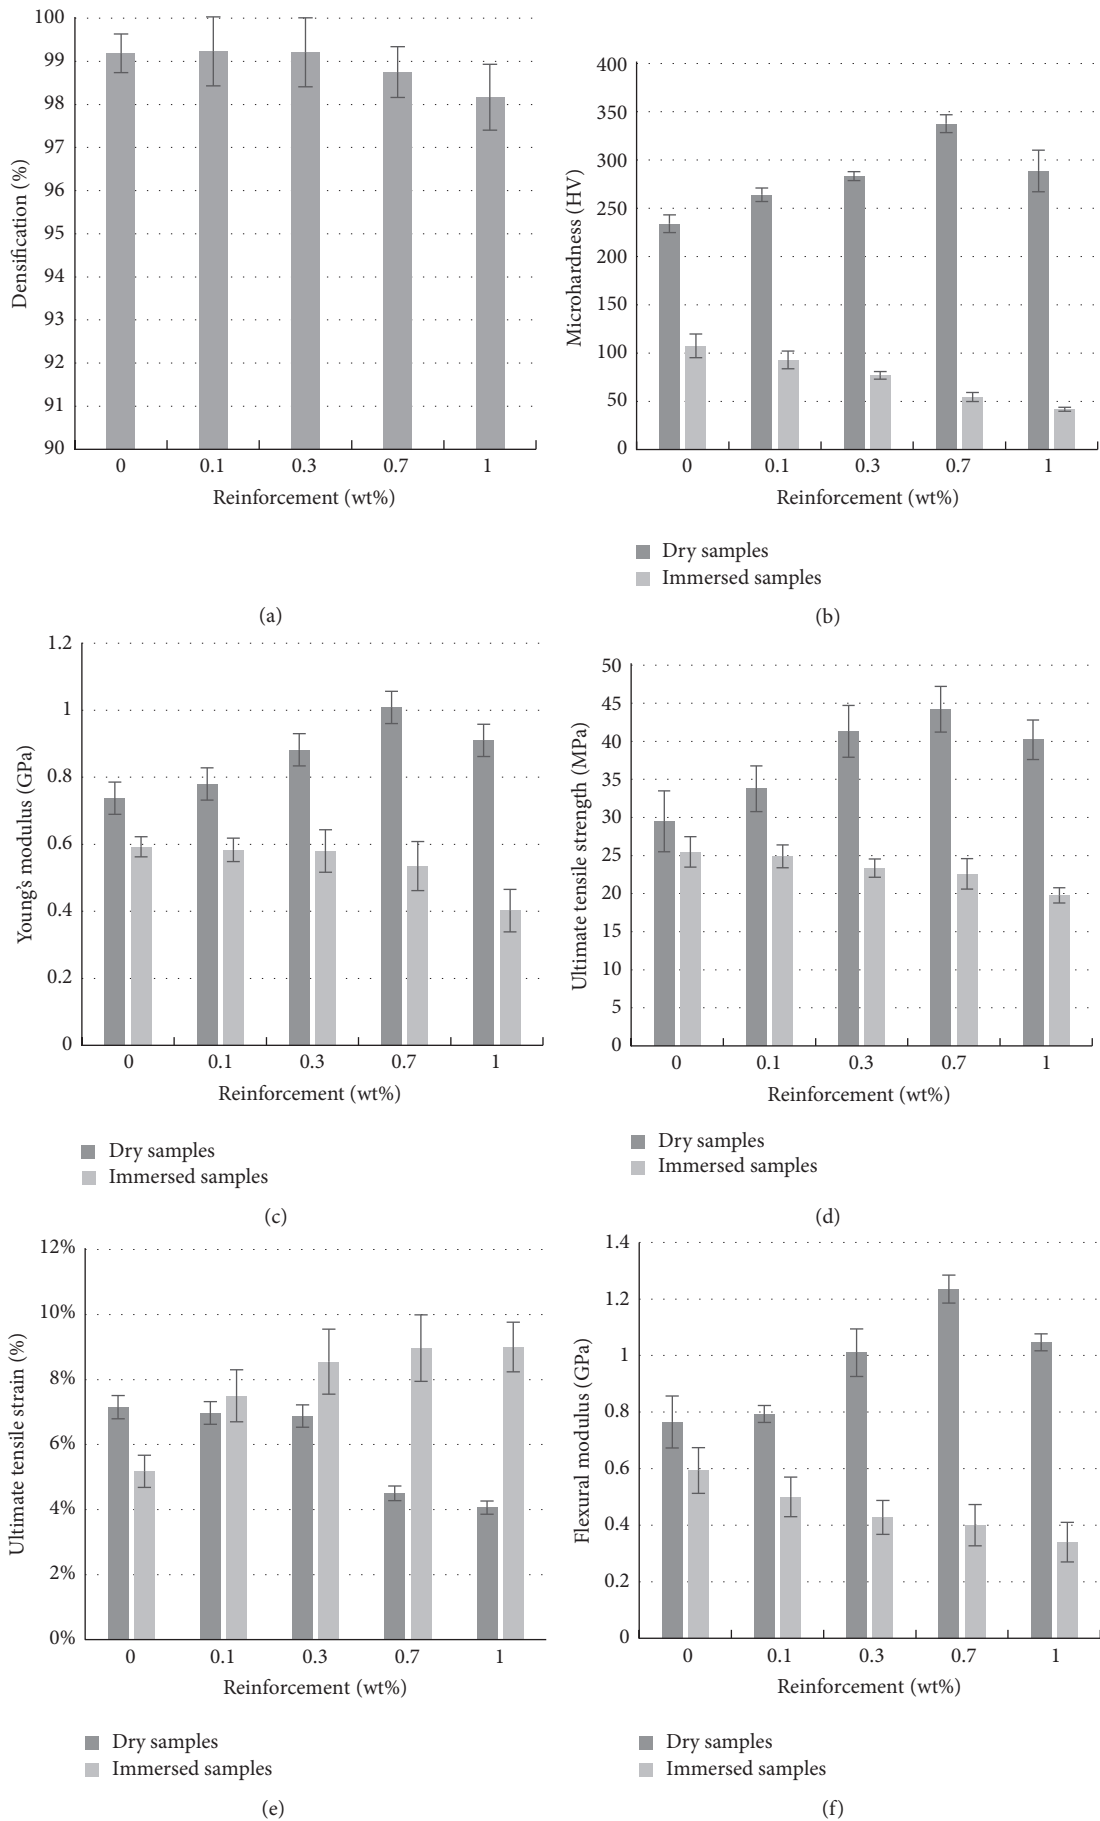 100
99
98
97
96
95
94
93
92
91
90
Densification (%)
0 0.1 0.3 0.7 1
Reinforcement (wt%)
(a)
400
350
300
250
200
150
100
50
0
Microhardness (HV)
0 0.1 0.3 0.7 1
Reinforcement (wt%)
Dry samples
Immersed samples
(b)
1.2
1
0.8
0.6
0.4
0.2
0
Young's modulus (GPa)
0 0.1 0.3 0.7 1
Reinforcement (wt%)
Dry samples
Immersed samples
(c)
50
45
40
35
30
25
20
15
10
5
0
Ultimate tensile strength (MPa)
0 0.1 0.3 0.7 1
Reinforcement (wt%)
Dry samples
Immersed samples
(d)
12%
10%
8%
6%
4%
2%
0%
Ultimate tensile strain (%)
0 0.1 0.3 0.7 1
Reinforcement (wt%)
Dry samples
Immersed samples
(e)
1.4
1.2
1
0.8
0.6
0.4
0.2
0
Flexural modulus (GPa)
0 0.1 0.3 0.7 1
Reinforcement (wt%)
Dry samples
Immersed samples
(f)